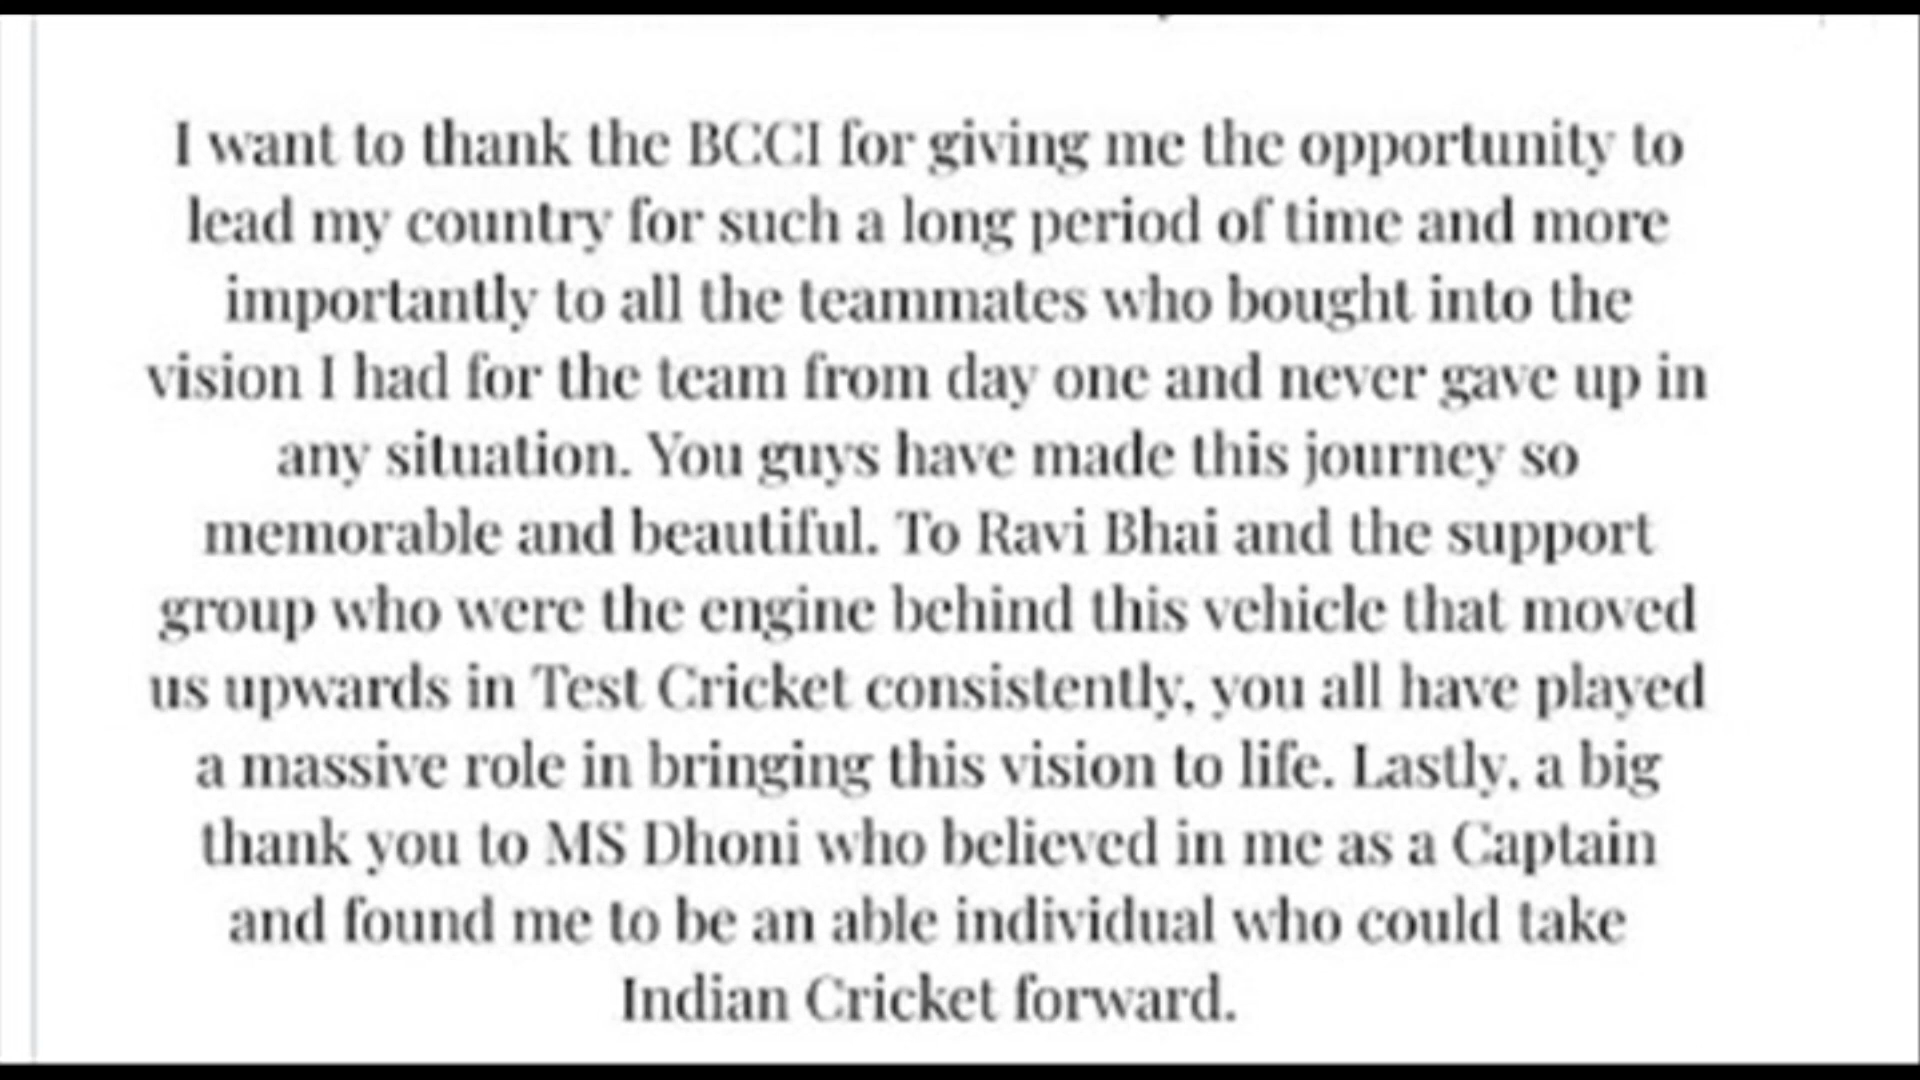 I want to thank the BCCI for giving me the opportunity to
lead my country for such a long period of time and more
importantly to all the teammates who bought into the
vision I had for the team from day one and never gave up in
any situation. You guys have made this journey so
memorable and beautiful. To Ravi Bhai and the support
group who were the engine behind this vehicle that moved
us upwards in Test Cricket consistently, you all have played
a massive role in bringing this vision to life. Lastly, a big
thank you to MS Dhoni who believed in me as a Captain
and found me to be an able individual who could take
Indian Cricket forward.